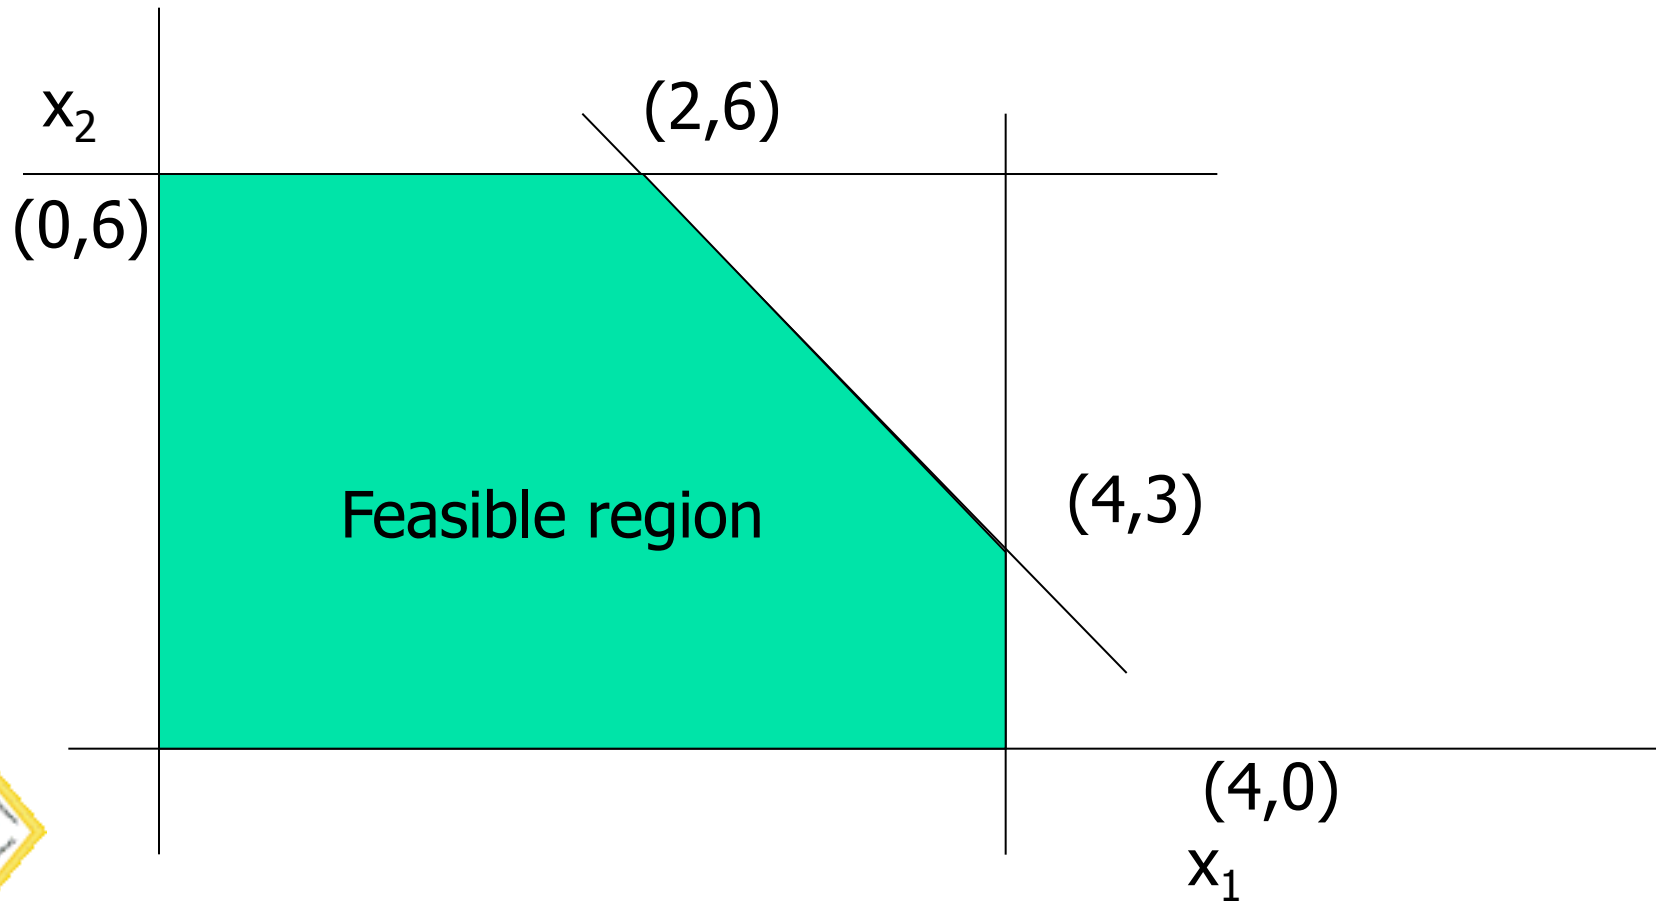 x₂
(2,6)
(0,6)
(4,3)
Feasible region
(4,0)
x₁